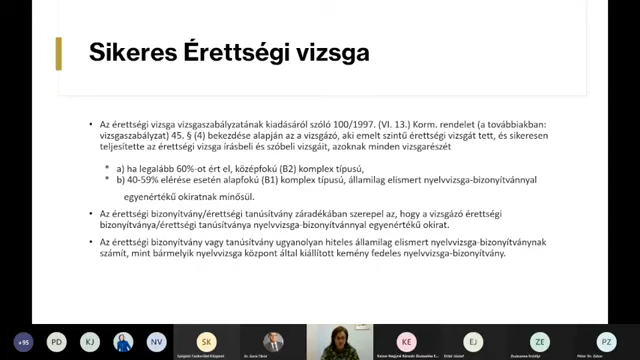 Sikeres Érettségi vizsga
• Az érettségi vizsga vizsgaszabályzatának kiadásáról szóló 100/1997. (VI. 13.) Korm. rendelet (a továbbiakban:
vizsgaszabályzat) 45. § (4) bekezdése alapján az a vizsgázó, aki emelt szintű érettségi vizsgát tett, és sikeresen
teljesítette az érettségi vizsga írásbeli és szóbeli vizsgáit, azoknak minden vizsgarészét
* a) ha legalább 60%-ot ért el, középfokú (B2) komplex típusú,
* b) 40-59% elérése esetén alapfokú (B1) komplex típusú, államilag elismert nyelvvizsga-bizonyítvánnyal
egyenértékű okiratnak minősül.
• Az érettségi bizonyítvány/érettségi tanúsítvány záradékában szerepel az, hogy a vizsgázó érettségi
bizonyítványa/érettségi tanúsítványa nyelvvizsga-bizonyítvánnyal egyenértékű okirat.
• Az érettségi bizonyítvány vagy tanúsítvány ugyanolyan hiteles államilag elismert nyelvvizsga-bizonyítványnak
számít, mint bármelyik nyelvvizsga központ által kiállított kemény fedeles nyelvvizsga-bizonyítvány.
+95 PD KJ NV SK KE EJ ZE PZ